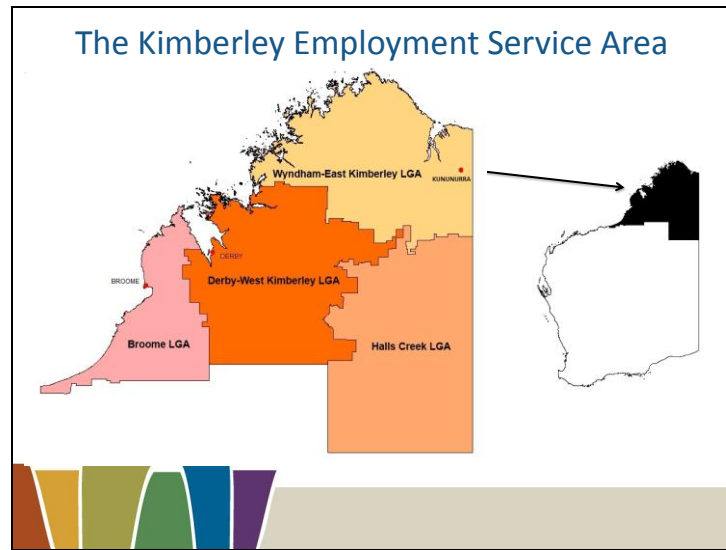 The Kimberley Employment Service Area
Wyndham-East Kimberley LGA
KUNUNURRA
DERBY
BROOME
Derby-West Kimberley LGA
Broome LGA
Halls Creek LGA